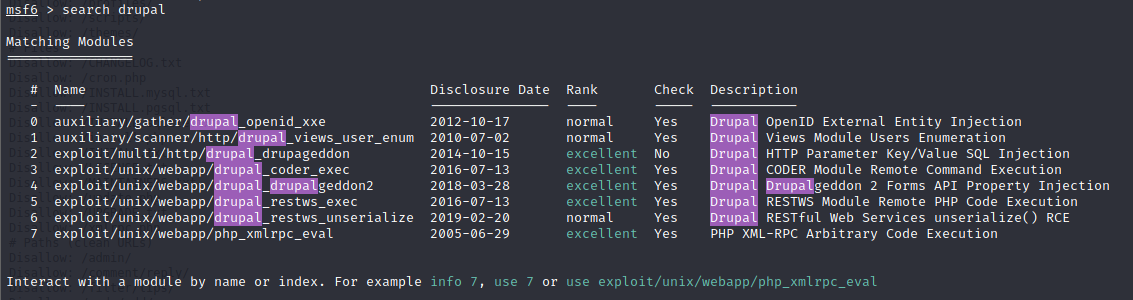 msf6 > search drupal
Matching Modules
================
# Name Disclosure Date Rank Check Description
- ---- --------------- ---- ----- -----------
0 auxiliary/gather/drupal_openid_xxe 2012-10-17 normal Yes Drupal OpenID External Entity Injection
1 auxiliary/scanner/http/drupal_views_user_enum 2010-07-02 normal Yes Drupal Views Module Users Enumeration
2 exploit/multi/http/drupal_drupageddon 2014-10-15 excellent No Drupal HTTP Parameter Key/Value SQL Injection
3 exploit/unix/webapp/drupal_coder_exec 2016-07-13 excellent Yes Drupal CODER Module Remote Command Execution
4 exploit/unix/webapp/drupal_drupalgeddon2 2018-03-28 excellent Yes Drupal Drupalgeddon 2 Forms API Property Injection
5 exploit/unix/webapp/drupal_restws_exec 2016-07-13 excellent Yes Drupal RESTWS Module Remote PHP Code Execution
6 exploit/unix/webapp/drupal_restws_unserialize 2019-02-20 normal Yes Drupal RESTful Web Services unserialize() RCE
7 exploit/unix/webapp/php_xmlrpc_eval 2005-06-29 excellent Yes PHP XML-RPC Arbitrary Code Execution
Interact with a module by name or index. For example info 7, use 7 or use exploit/unix/webapp/php_xmlrpc_eval